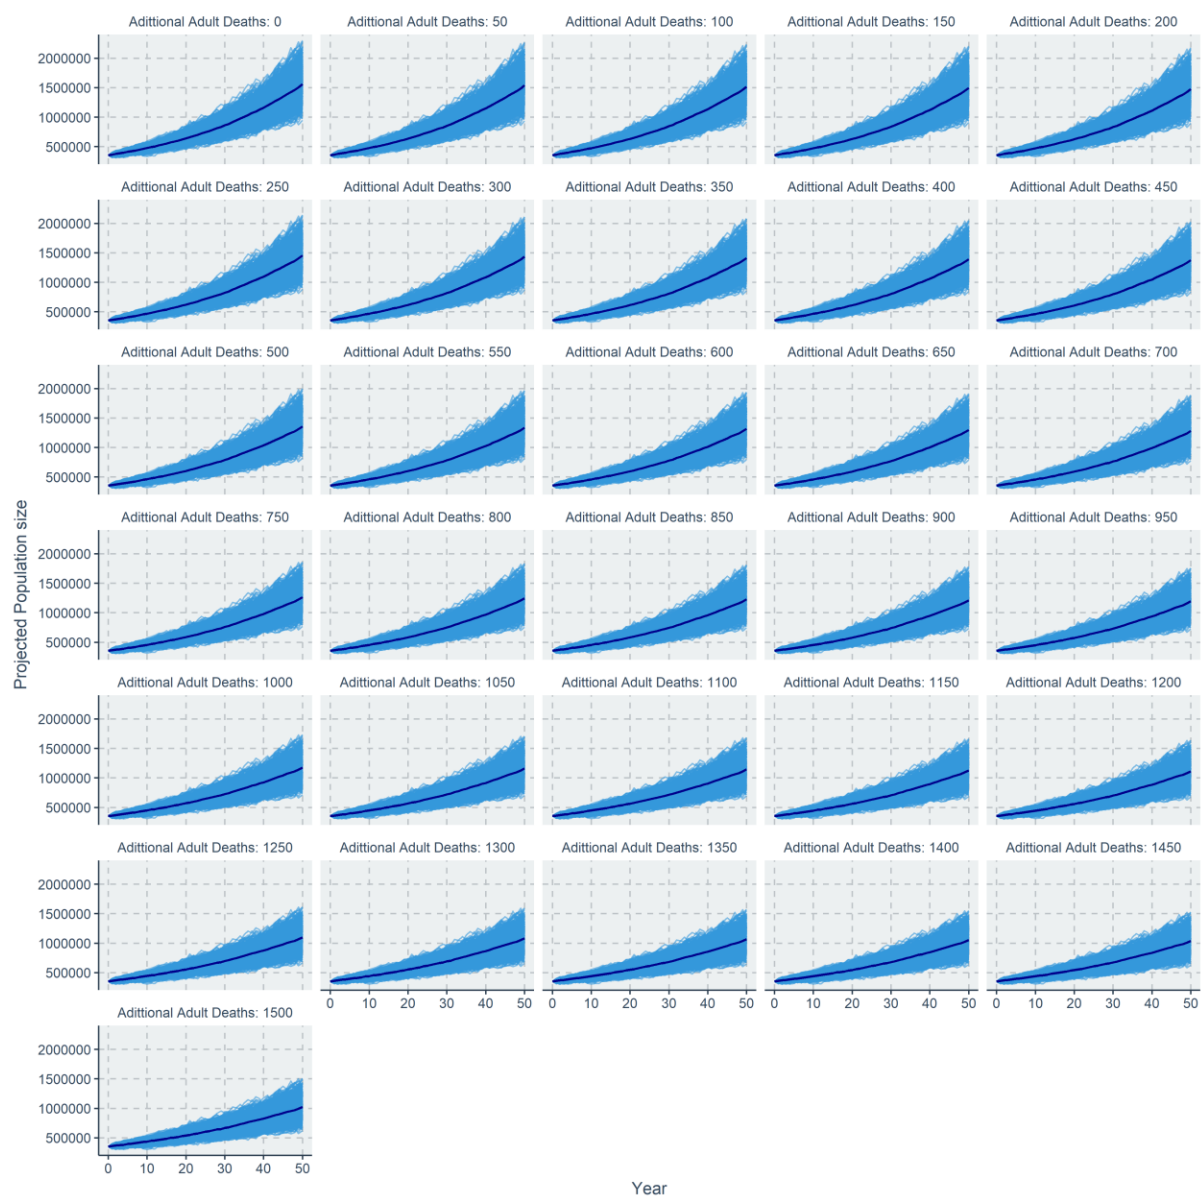 Adittional Adult Deaths: 0
Adittional Adult Deaths: 50
Adittional Adult Deaths: 100
Adittional Adult Deaths: 150
Adittional Adult Deaths: 200
2000000
1500000
1000000
500000
Adittional Adult Deaths: 250
Adittional Adult Deaths: 300
Adittional Adult Deaths: 350
Adittional Adult Deaths: 400
Adittional Adult Deaths: 450
2000000
1500000
1000000
500000
Adittional Adult Deaths: 500
Adittional Adult Deaths: 550
Adittional Adult Deaths: 600
Adittional Adult Deaths: 650
Adittional Adult Deaths: 700
2000000
1500000
1000000
500000
Projected Population size
Adittional Adult Deaths: 750
Adittional Adult Deaths: 800
Adittional Adult Deaths: 850
Adittional Adult Deaths: 900
Adittional Adult Deaths: 950
2000000
1500000
1000000
500000
Adittional Adult Deaths: 1000
Adittional Adult Deaths: 1050
Adittional Adult Deaths: 1100
Adittional Adult Deaths: 1150
Adittional Adult Deaths: 1200
2000000
1500000
1000000
500000
Adittional Adult Deaths: 1250
Adittional Adult Deaths: 1300
Adittional Adult Deaths: 1350
Adittional Adult Deaths: 1400
Adittional Adult Deaths: 1450
2000000
1500000
1000000
500000
0 10 20 30 40 50
0 10 20 30 40 50
0 10 20 30 40 50
0 10 20 30 40 50
Adittional Adult Deaths: 1500
2000000
1500000
1000000
500000
0 10 20 30 40 50
Year